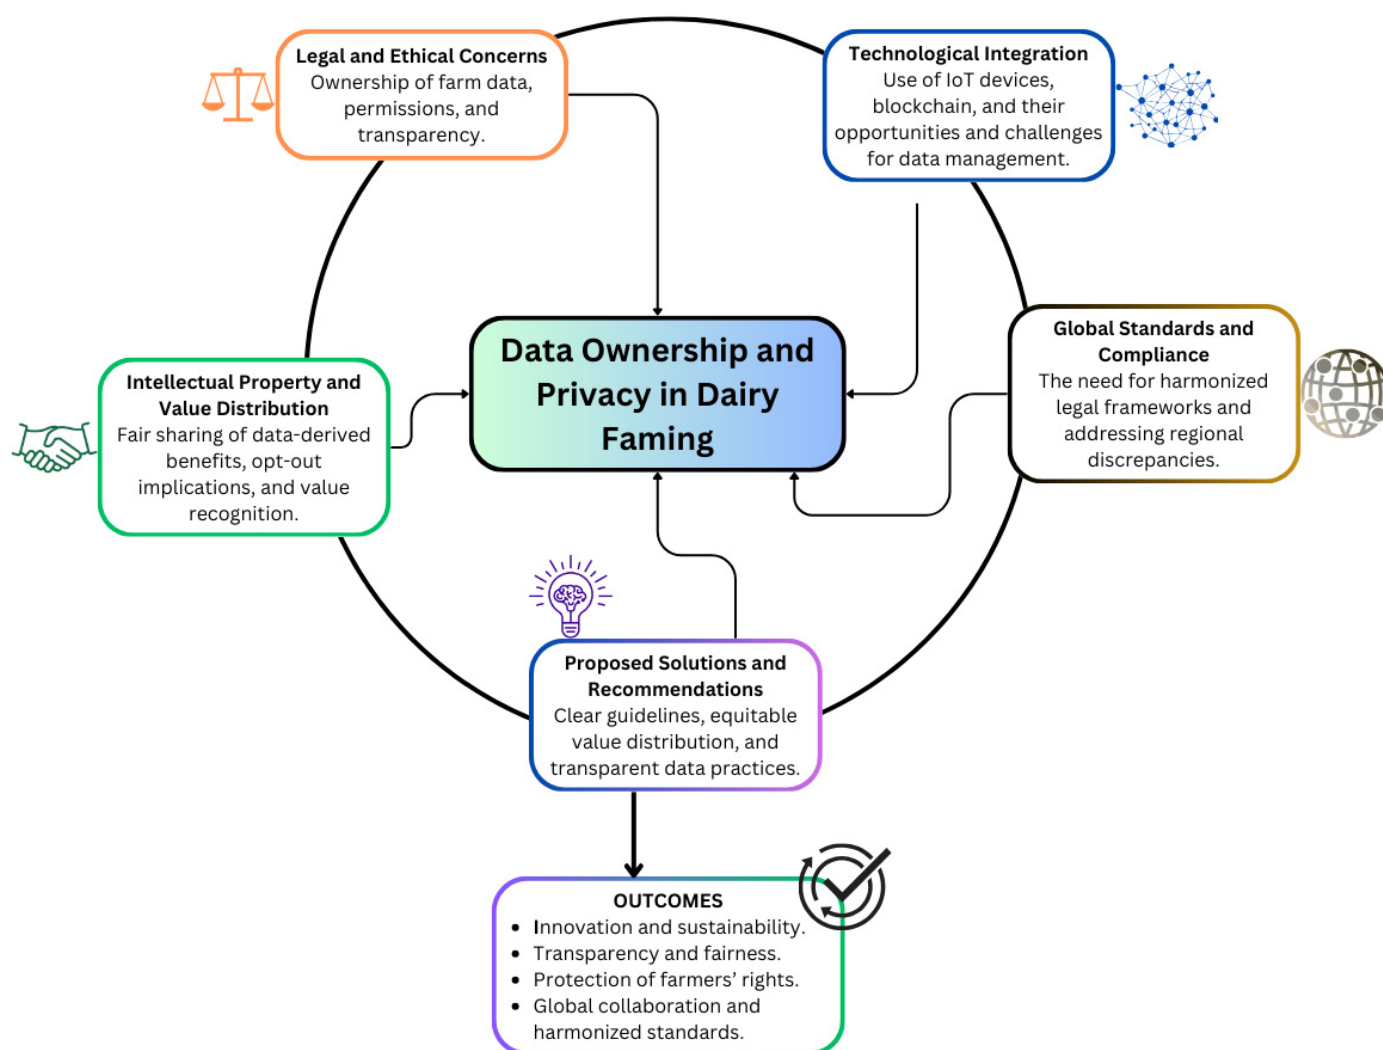 Legal and Ethical Concerns
Ownership of farm data,
permissions, and
transparency.
Technological Integration
Use of IoT devices,
blockchain, and their
opportunities and challenges
for data management.
Data Ownership and
Privacy in Dairy
Faming
Global Standards and
Compliance
The need for harmonized
legal frameworks and
addressing regional
discrepancies.
Intellectual Property and
Value Distribution
Fair sharing of data-derived
benefits, opt-out
implications, and value
recognition.
Proposed Solutions and
Recommendations
Clear guidelines, equitable
value distribution, and
transparent data practices.
OUTCOMES
• Innovation and sustainability.
• Transparency and fairness.
• Protection of farmers’ rights.
• Global collaboration and
harmonized standards.